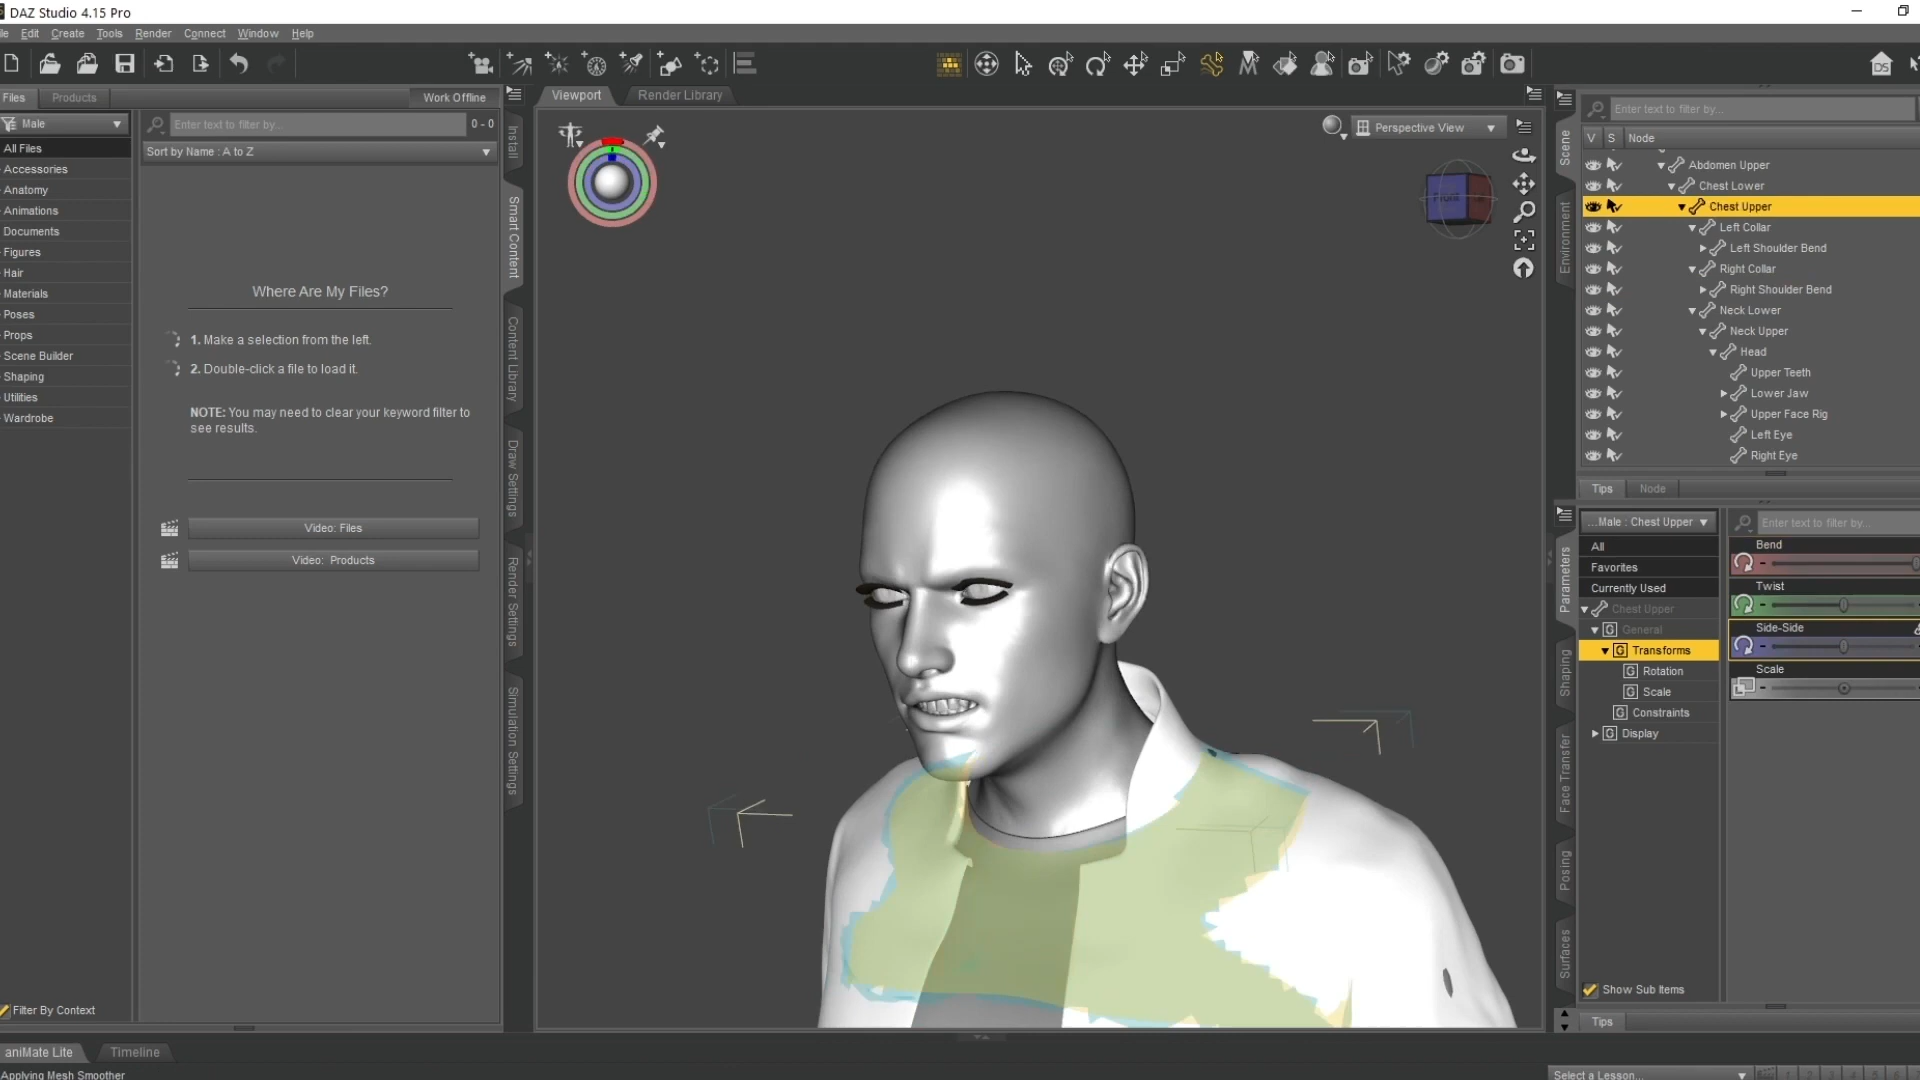 DAZ Studio 4.15 Pro
Edit Create Tools Render Connect Window Help
Files Products Work Offline
Viewport Render Library
Male
Enter text to filter by... 0 - 0
All Files
Sort by Name : A to Z
Accessories
Anatomy
Animations
Documents
Figures
Hair
Materials
Poses
Props
Scene Builder
Shaping
Utilities
Wardrobe
Where Are My Files?
1. Make a selection from the left.
2. Double-click a file to load it.
NOTE: You may need to clear your keyword filter to
see results.
Video: Files
Video: Products
Filter By Context
Install
Smart Content
Content Library
Draw Settings
Render Settings
Simulation Settings
Perspective View
Front
Scene
Environment
Enter text to filter by...
V S Node
Abdomen Upper
Chest Lower
Chest Upper
Left Collar
Left Shoulder Bend
Right Collar
Right Shoulder Bend
Neck Lower
Neck Upper
Head
Upper Teeth
Lower Jaw
Upper Face Rig
Left Eye
Right Eye
Tips Node
Parameters
Shaping
Face Transfer
Posing
Surfaces
...Male : Chest Upper
Enter text to filter by...
All
Favorites
Currently Used
Chest Upper
General
Transforms
Rotation
Scale
Constraints
Display
Bend
Twist
Side-Side
Scale
Show Sub Items
Tips
aniMate Lite Timeline
Applying Mesh Smoother
Select a Lesson...
DS